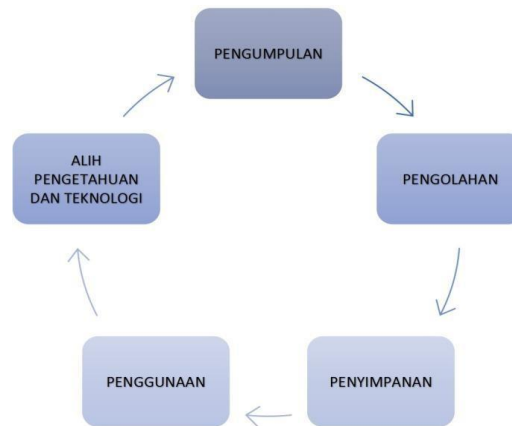 PENGUMPULAN
PENGOLAHAN
PENYIMPANAN
PENGGUNAAN
ALIH
PENGETAHUAN
DAN TEKNOLOGI